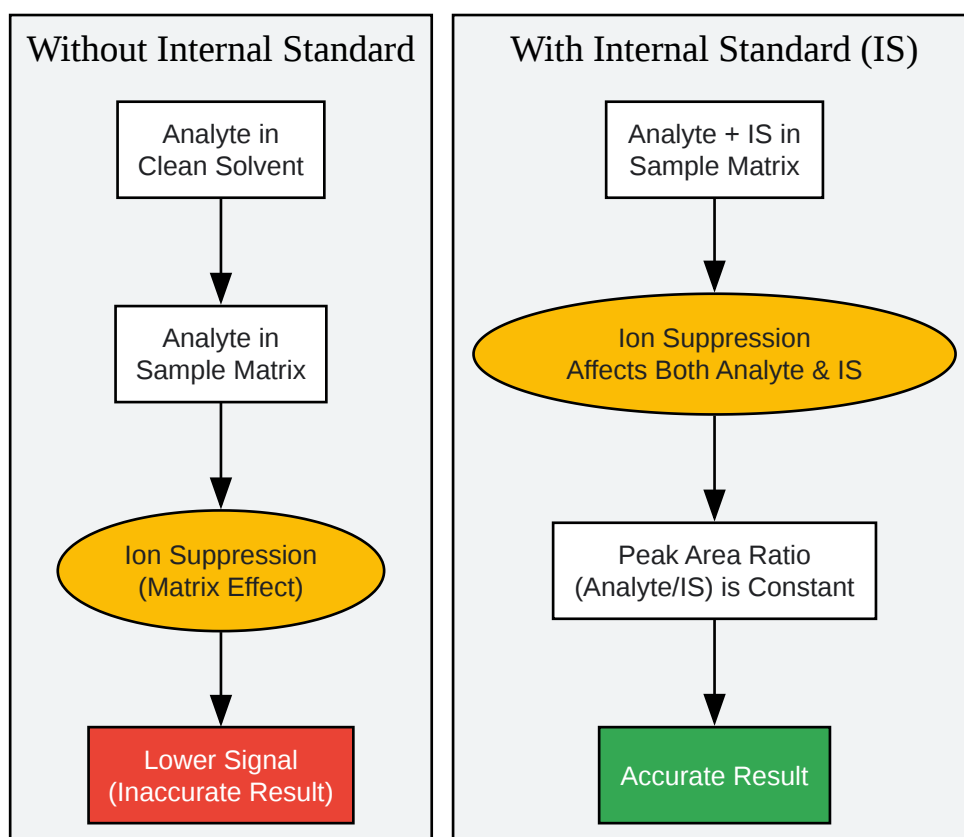 Without Internal Standard
Analyte in
Clean Solvent
Analyte in
Sample Matrix
Ion Suppression
(Matrix Effect)
Lower Signal
(Inaccurate Result)
With Internal Standard (IS)
Analyte + IS in
Sample Matrix
Ion Suppression
Affects Both Analyte & IS
Peak Area Ratio
(Analyte/IS) is Constant
Accurate Result